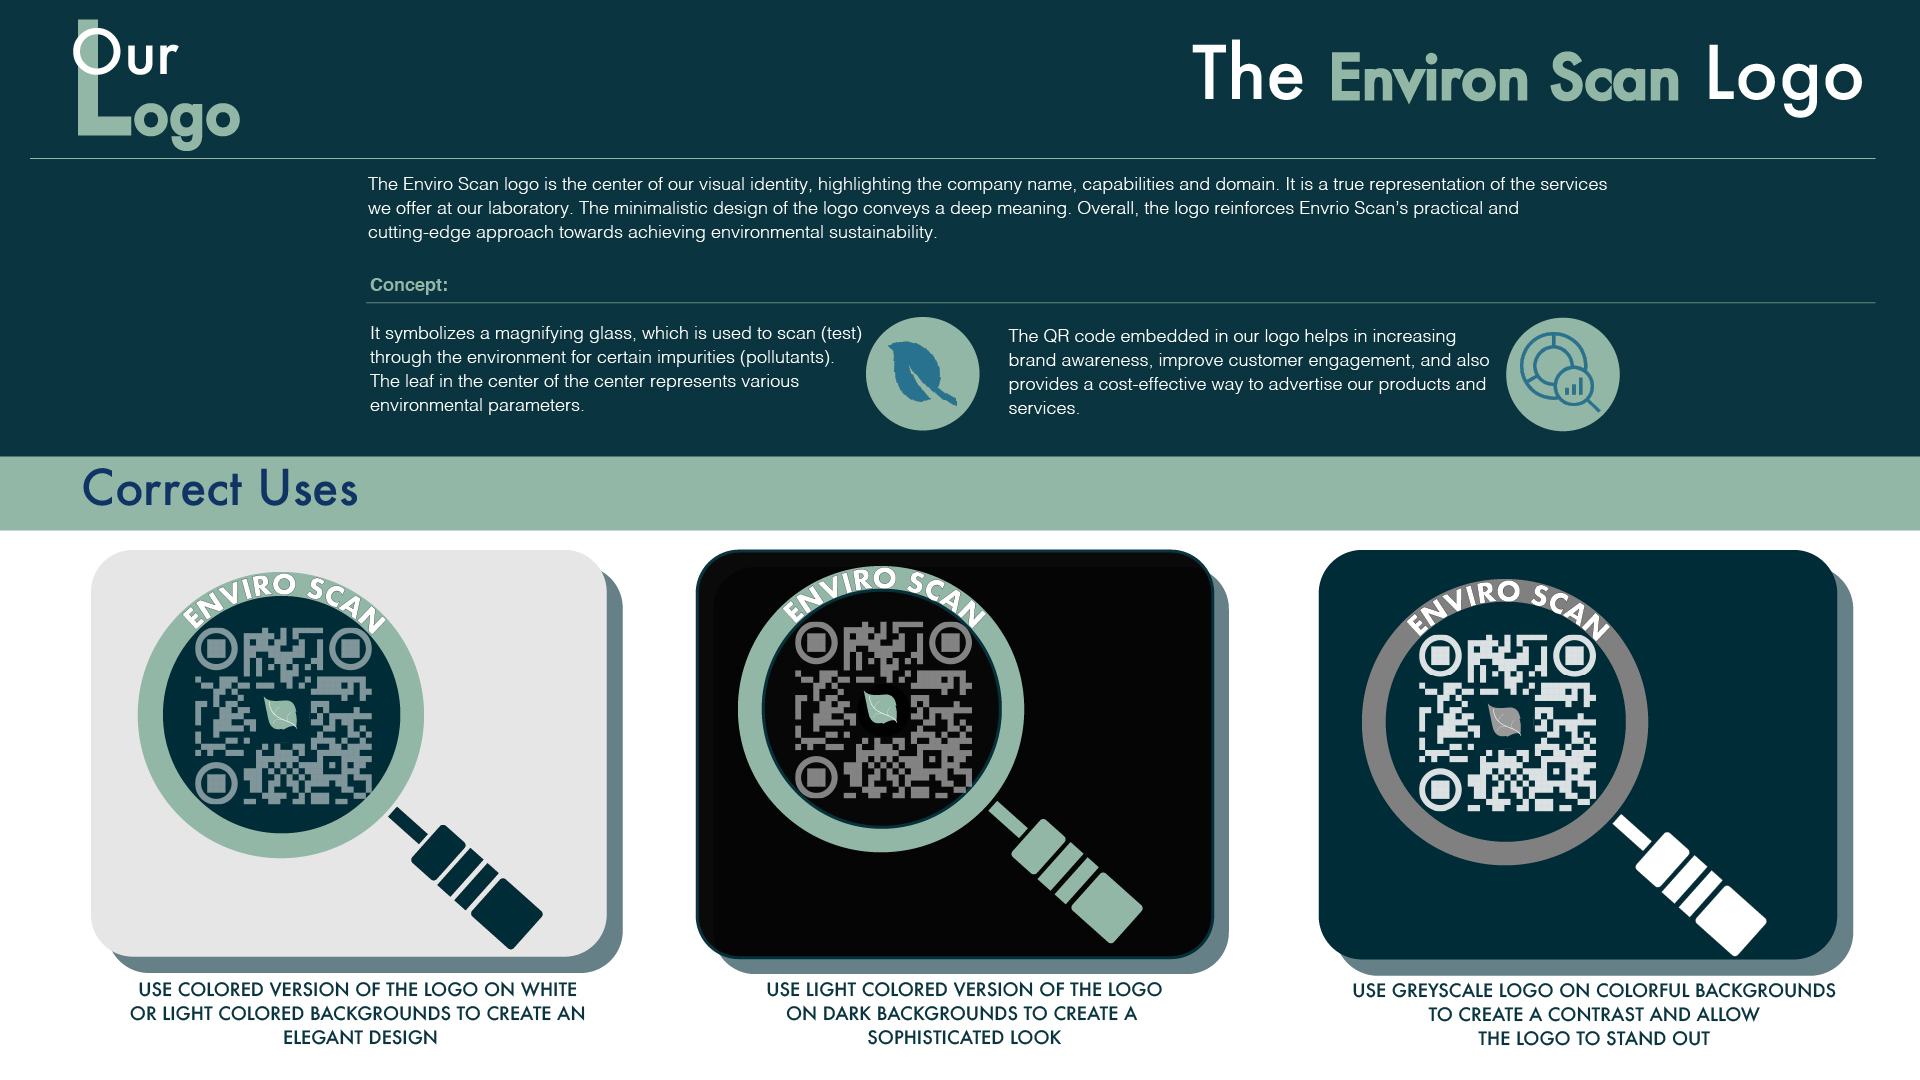 Our
Logo
The Environ Scan Logo
The Enviro Scan logo is the center of our visual identity, highlighting the company name, capabilities and domain. It is a true representation of the services
we offer at our laboratory. The minimalistic design of the logo conveys a deep meaning. Overall, the logo reinforces Envrio Scan's practical and
cutting-edge approach towards achieving environmental sustainability.
Concept:
It symbolizes a magnifying glass, which is used to scan (test)
through the environment for certain impurities (pollutants).
The leaf in the center of the center represents various
environmental parameters.
The QR code embedded in our logo helps in increasing
brand awareness, improve customer engagement, and also
provides a cost-effective way to advertise our products and
services.
Correct Uses
ENVIRO SCAN
ENVIRO SCAN
ENVIRO SCAN
USE COLORED VERSION OF THE LOGO ON WHITE
OR LIGHT COLORED BACKGROUNDS TO CREATE AN
ELEGANT DESIGN
USE LIGHT COLORED VERSION OF THE LOGO
ON DARK BACKGROUNDS TO CREATE A
SOPHISTICATED LOOK
USE GREYSCALE LOGO ON COLORFUL BACKGROUNDS
TO CREATE A CONTRAST AND ALLOW
THE LOGO TO STAND OUT